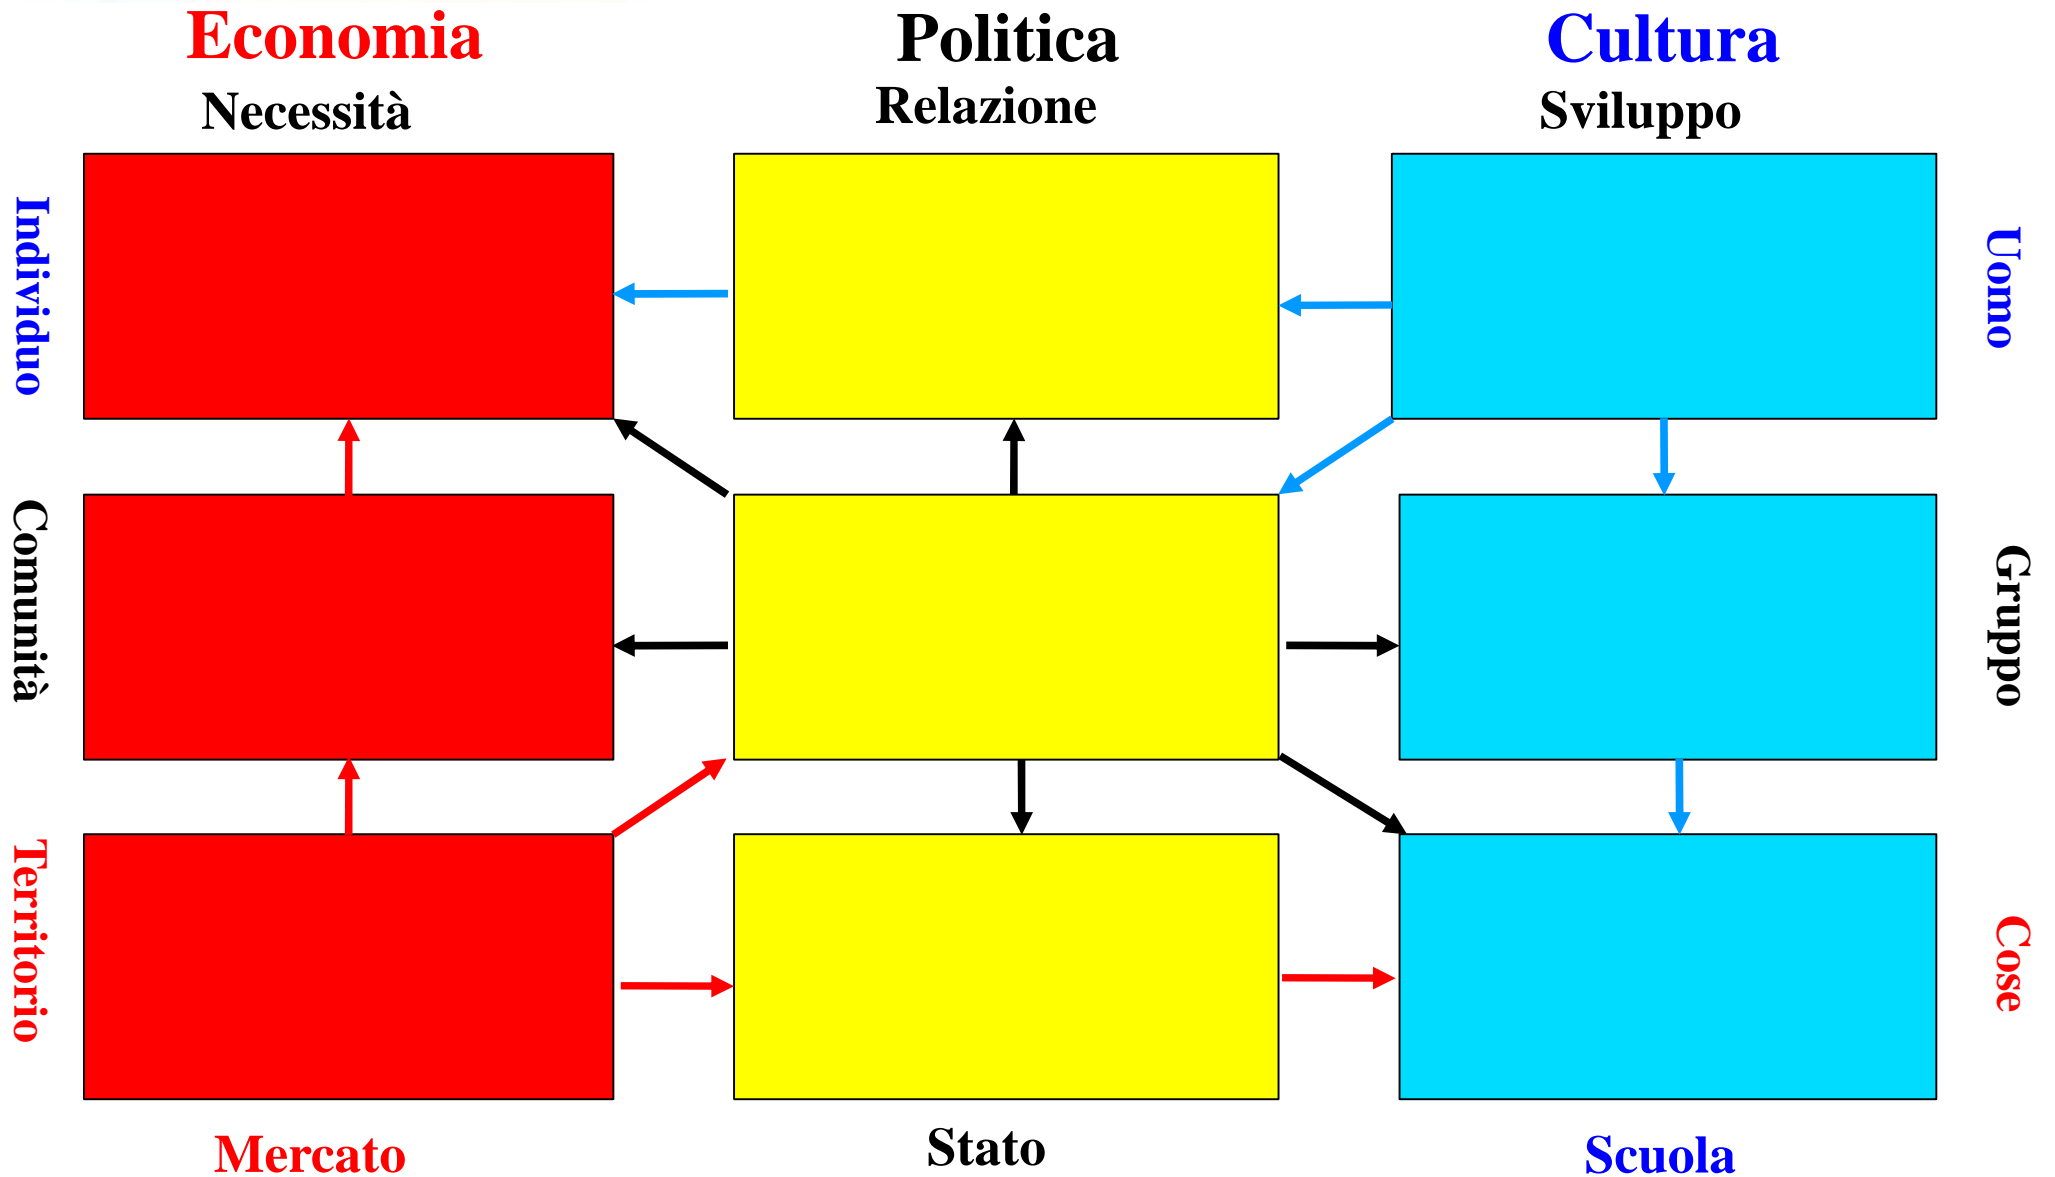 Economia
Politica
Cultura
Necessità
Relazione
Sviluppo
Individuo
Uomo
Comunità
Gruppo
Territorio
Cose
Mercato
Stato
Scuola